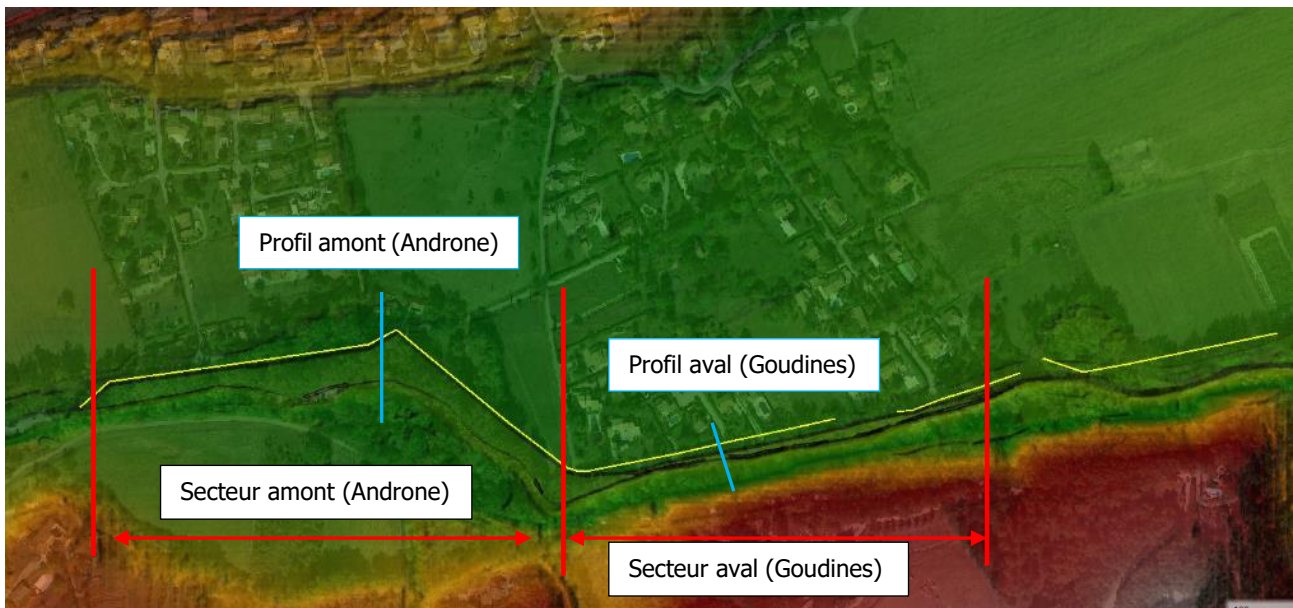 Profil amont (Androne)
Profil aval (Goudines)
Secteur amont (Androne)
Secteur aval (Goudines)